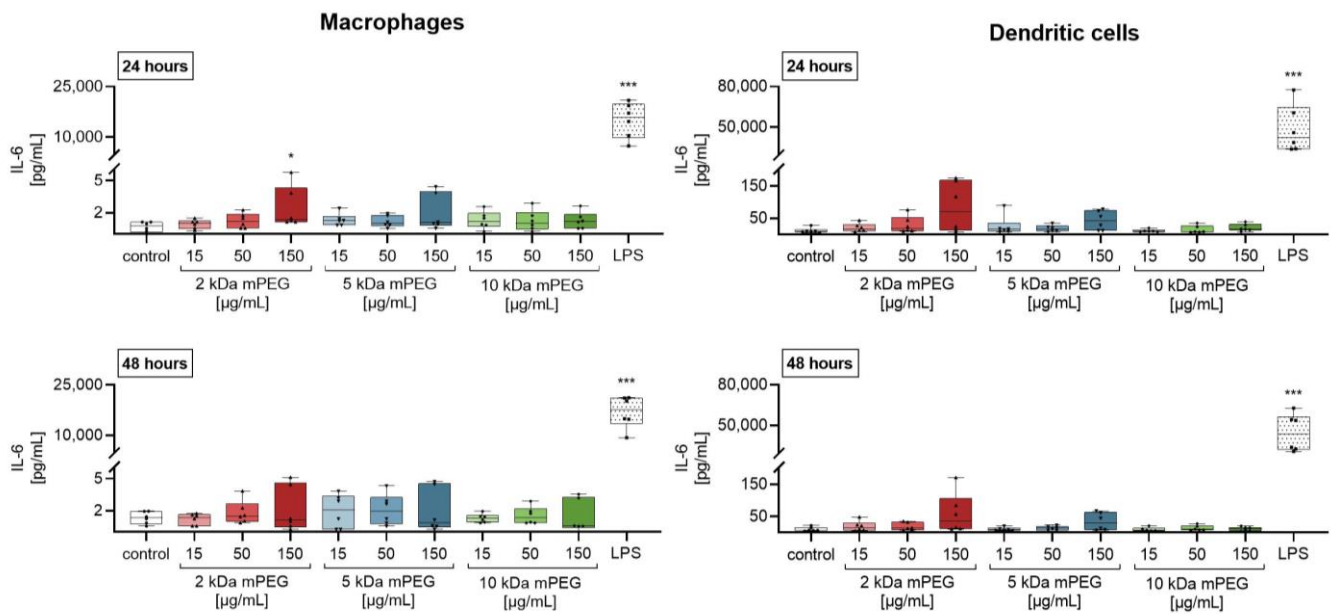 Macrophages
24 hours
25,000
10,000
5
2
IL-6
[pg/mL]
*
***
control 15 50 150 15 50 150 15 50 150 LPS
2 kDa mPEG 5 kDa mPEG 10 kDa mPEG
[µg/mL] [µg/mL] [µg/mL]
Dendritic cells
24 hours
80,000
50,000
150
50
IL-6
[pg/mL]
***
control 15 50 150 15 50 150 15 50 150 LPS
2 kDa mPEG 5 kDa mPEG 10 kDa mPEG
[µg/mL] [µg/mL] [µg/mL]
48 hours
25,000
10,000
5
2
IL-6
[pg/mL]
***
control 15 50 150 15 50 150 15 50 150 LPS
2 kDa mPEG 5 kDa mPEG 10 kDa mPEG
[µg/mL] [µg/mL] [µg/mL]
48 hours
80,000
50,000
150
50
IL-6
[pg/mL]
***
control 15 50 150 15 50 150 15 50 150 LPS
2 kDa mPEG 5 kDa mPEG 10 kDa mPEG
[µg/mL] [µg/mL] [µg/mL]